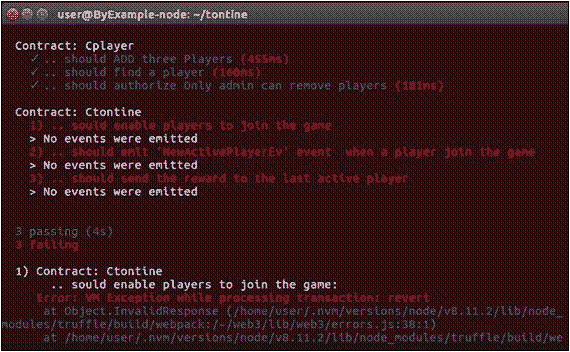 user@ByExample-node: ~/tontine
Contract: Cplayer
✓ .. should ADD three Players (455ms)
✓ .. should find a player (160ms)
✓ .. should authorize Only admin can remove players (181ms)
Contract: Ctontine
1) .. sould enable players to join the game
> No events were emitted
2) .. should emit 'NewActivePlayerEv' event  when a player join the game
> No events were emitted
3) .. should send the reward to the last active player
> No events were emitted
3 passing (4s)
3 failing
1) Contract: Ctontine
.. sould enable players to join the game:
Error: VM Exception while processing transaction: revert
at Object.InvalidResponse (/home/user/.nvm/versions/node/v8.11.2/lib/node_
modules/truffle/build/webpack:/~/web3/lib/web3/errors.js:38:1)
at /home/user/.nvm/versions/node/v8.11.2/lib/node_modules/truffle/build/we